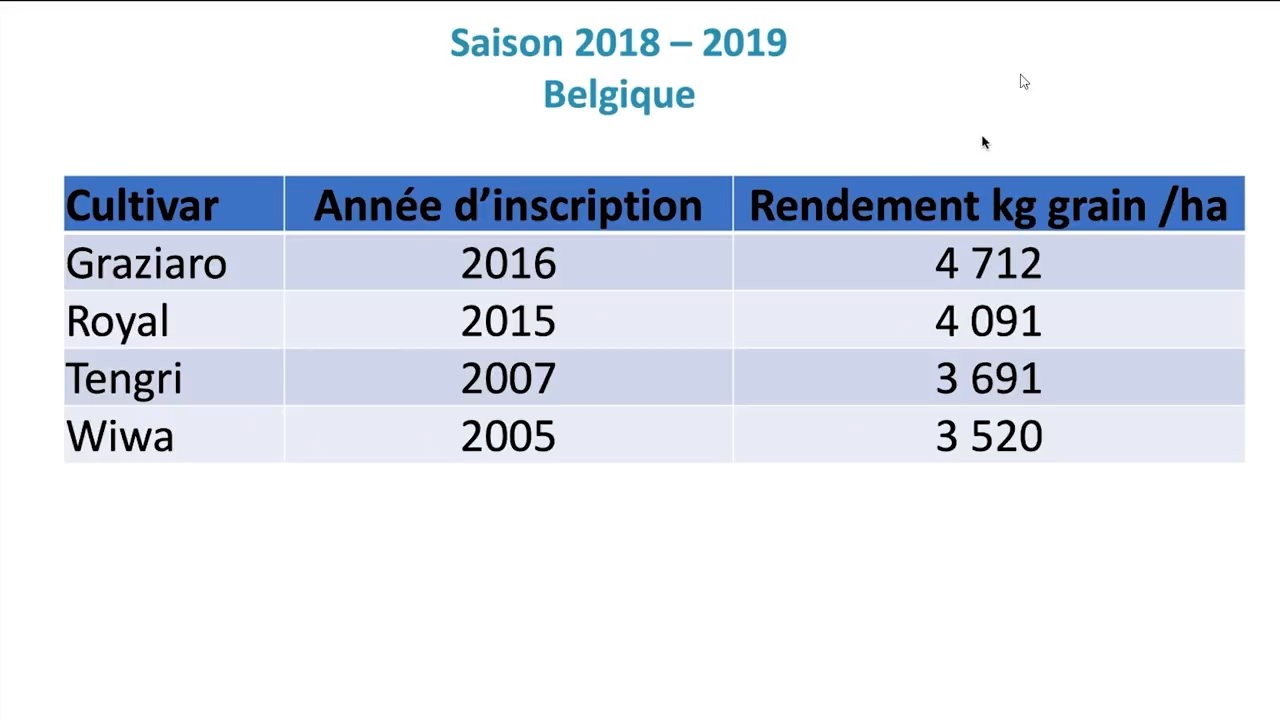 Saison 2018 – 2019
Belgique
Cultivar Année d’inscription Rendement kg grain /ha
Graziaro 2016 4 712
Royal 2015 4 091
Tengri 2007 3 691
Wiwa 2005 3 520